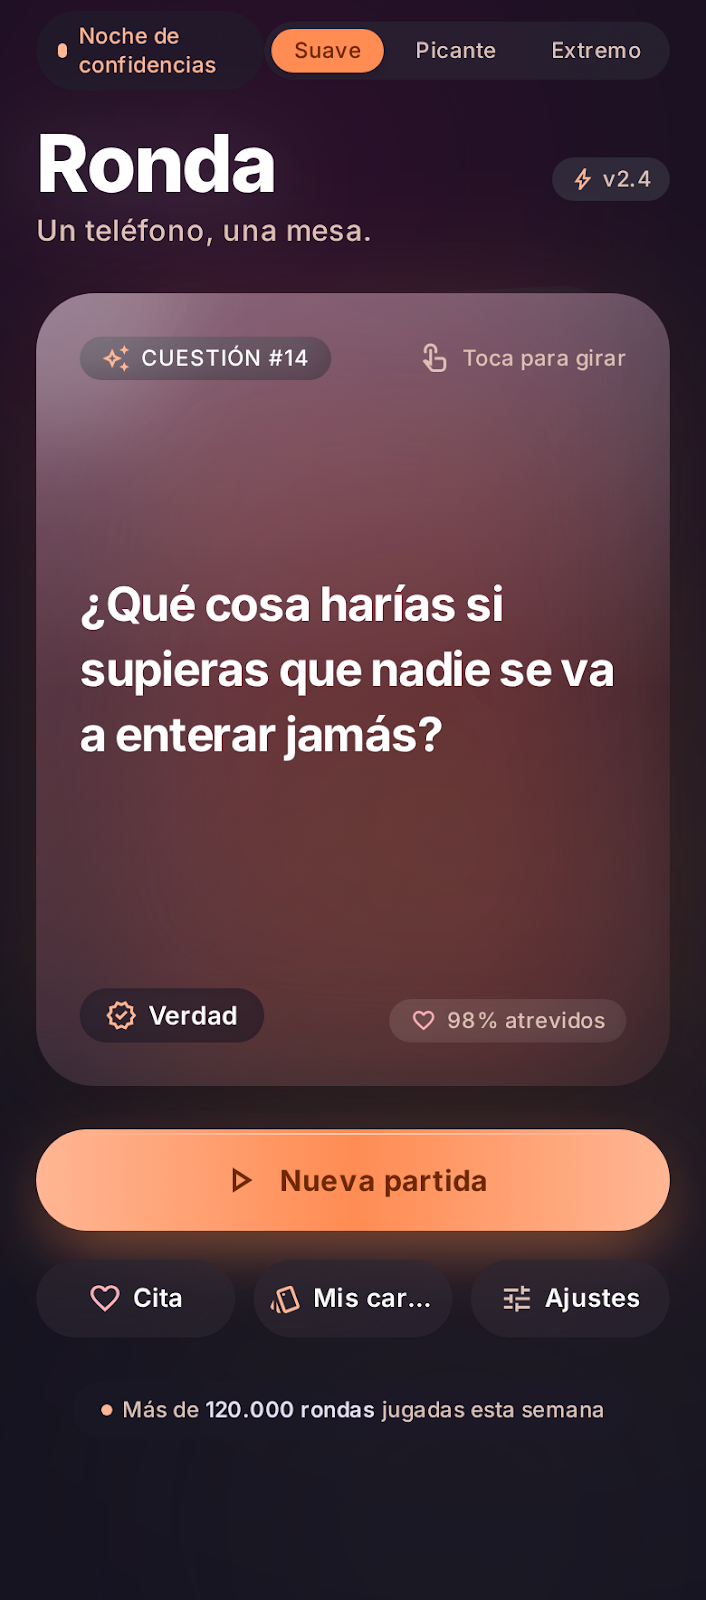 Noche de
confidencias
Suave
Picante
Extremo
Ronda
v2.4
Un teléfono, una mesa.
CUESTIÓN #14
Toca para girar
¿Qué cosa harías si
supieras que nadie se va
a enterar jamás?
Verdad
98% atrevidos
Nueva partida
Cita
Mis car...
Ajustes
Más de 120.000 rondas jugadas esta semana